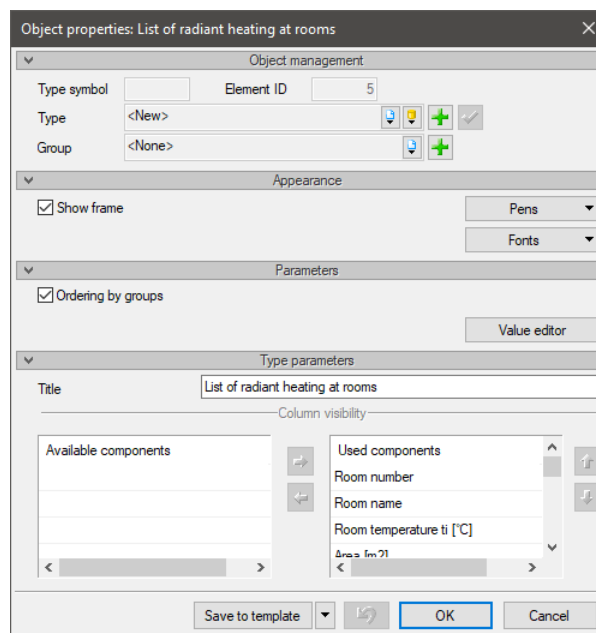 Object properties: List of radiant heating at rooms
Object management
Type symbol Element ID 5
Type <New>
Group <None>
Appearance
Show frame Pens
Fonts
Parameters
Ordering by groups
Value editor
Type parameters
Title List of radiant heating at rooms
Column visibility
Available components Used components
Room number
Room name
Room temperature ti [°C]
Area [m2]
Save to template OK Cancel